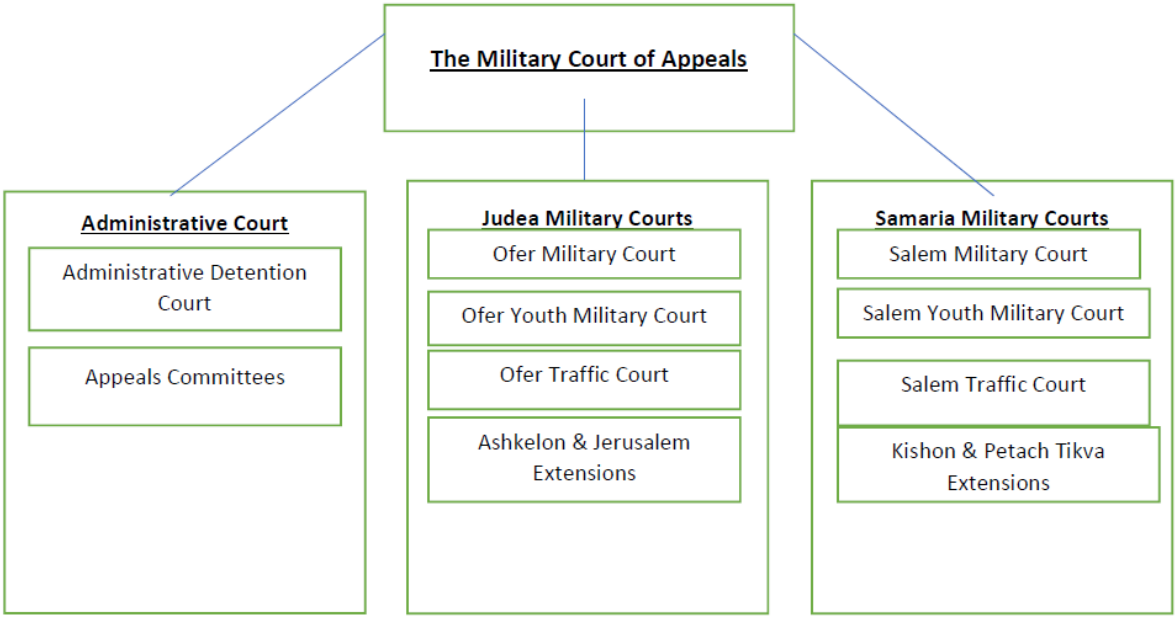 The Military Court of Appeals
Administrative Court
Administrative Detention
Court
Appeals Committees
Judea Military Courts
Ofer Military Court
Ofer Youth Military Court
Ofer Traffic Court
Ashkelon & Jerusalem
Extensions
Samaria Military Courts
Salem Military Court
Salem Youth Military Court
Salem Traffic Court
Kishon & Petach Tikva
Extensions